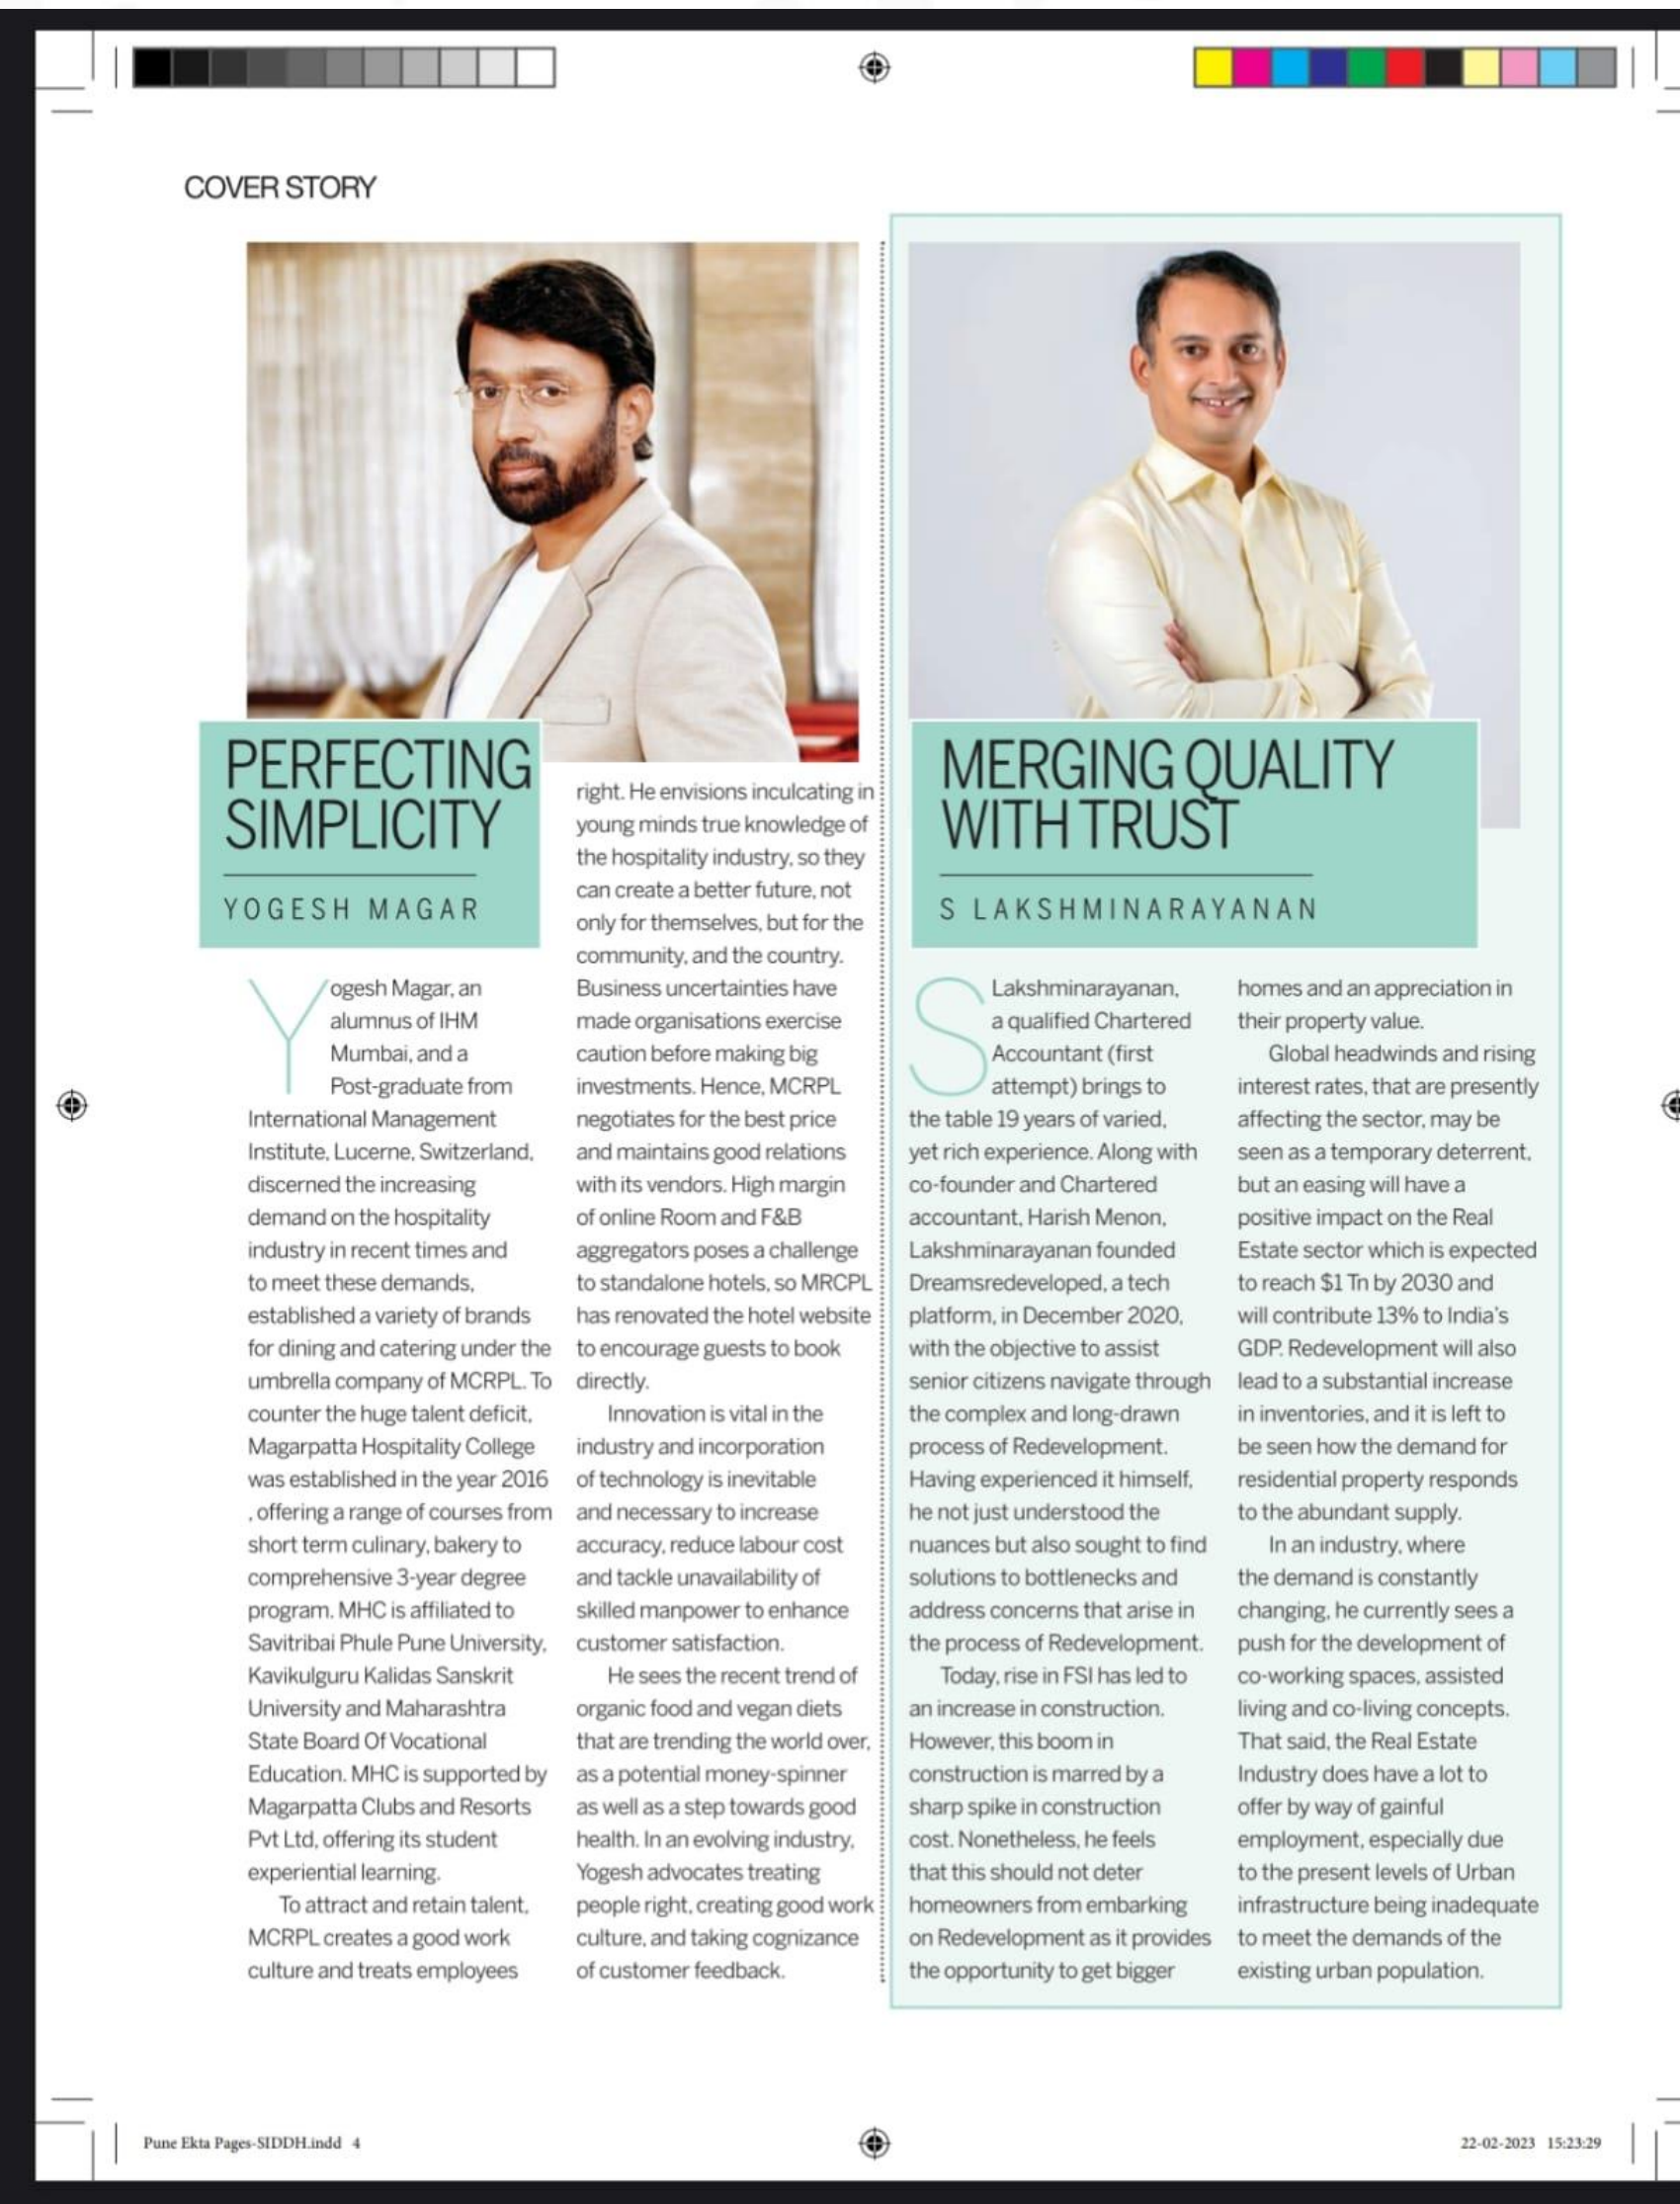 COVER STORY
PERFECTING
SIMPLICITY
YOGESH MAGAR
Yogesh Magar, an
alumnus of IHM
Mumbai, and a
Post-graduate from
International Management
Institute, Lucerne, Switzerland,
discerned the increasing
demand on the hospitality
industry in recent times and
to meet these demands,
established a variety of brands
for dining and catering under the
umbrella company of MCRPL. To
counter the huge talent deficit,
Magarpatta Hospitality College
was established in the year 2016
, offering a range of courses from
short term culinary, bakery to
comprehensive 3-year degree
program. MHC is affiliated to
Savitribai Phule Pune University,
Kavikulguru Kalidas Sanskrit
University and Maharashtra
State Board Of Vocational
Education. MHC is supported by
Magarpatta Clubs and Resorts
Pvt Ltd, offering its student
experiential learning.
To attract and retain talent,
MCRPL creates a good work
culture and treats employees
right. He envisions inculcating in
young minds true knowledge of
the hospitality industry, so they
can create a better future, not
only for themselves, but for the
community, and the country.
Business uncertainties have
made organisations exercise
caution before making big
investments. Hence, MCRPL
negotiates for the best price
and maintains good relations
with its vendors. High margin
of online Room and F&B
aggregators poses a challenge
to standalone hotels, so MRCPL
has renovated the hotel website
to encourage guests to book
directly.
Innovation is vital in the
industry and incorporation
of technology is inevitable
and necessary to increase
accuracy, reduce labour cost
and tackle unavailability of
skilled manpower to enhance
customer satisfaction.
He sees the recent trend of
organic food and vegan diets
that are trending the world over,
as a potential money-spinner
as well as a step towards good
health. In an evolving industry,
Yogesh advocates treating
people right, creating good work
culture, and taking cognizance
of customer feedback.
MERGING QUALITY
WITH TRUST
S LAKSHMINARAYANAN
S Lakshminarayanan,
a qualified Chartered
Accountant (first
attempt) brings to
the table 19 years of varied,
yet rich experience. Along with
co-founder and Chartered
accountant, Harish Menon,
Lakshminarayanan founded
Dreamsredeveloped, a tech
platform, in December 2020,
with the objective to assist
senior citizens navigate through
the complex and long-drawn
process of Redevelopment.
Having experienced it himself,
he not just understood the
nuances but also sought to find
solutions to bottlenecks and
address concerns that arise in
the process of Redevelopment.
Today, rise in FSI has led to
an increase in construction.
However, this boom in
construction is marred by a
sharp spike in construction
cost. Nonetheless, he feels
that this should not deter
homeowners from embarking
on Redevelopment as it provides
the opportunity to get bigger
homes and an appreciation in
their property value.
Global headwinds and rising
interest rates, that are presently
affecting the sector, may be
seen as a temporary deterrent,
but an easing will have a
positive impact on the Real
Estate sector which is expected
to reach $1 Tn by 2030 and
will contribute 13% to India's
GDP. Redevelopment will also
lead to a substantial increase
in inventories, and it is left to
be seen how the demand for
residential property responds
to the abundant supply.
In an industry, where
the demand is constantly
changing, he currently sees a
push for the development of
co-working spaces, assisted
living and co-living concepts.
That said, the Real Estate
Industry does have a lot to
offer by way of gainful
employment, especially due
to the present levels of Urban
infrastructure being inadequate
to meet the demands of the
existing urban population.
Pune Ekta Pages-SIDDH.indd 4
22-02-2023 15:23:29